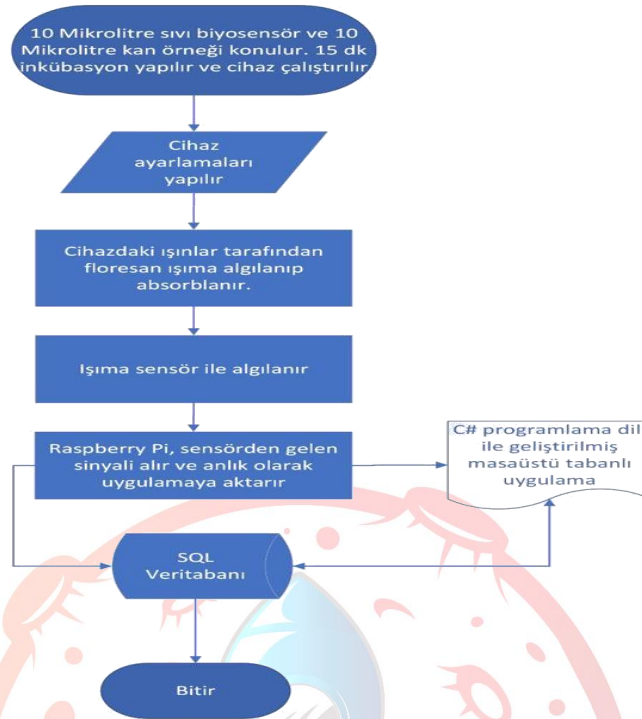 10 Mikrolitre sıvı biyosensör ve 10
Mikrolitre kan örneği konulur. 15 dk
inkübasyon yapılır ve cihaz çalıştırılır
Cihaz
ayarlamaları
yapılır
Cihazdaki ışınlar tarafından
floresan ışıma algılanıp
absorblanır.
Işıma sensör ile algılanır
Raspberry Pi, sensörden gelen
sinyali alır ve anlık olarak
uygulamaya aktarır
C# programlama dil
ile geliştirilmiş
masaüstü tabanlı
uygulama
SQL
Veritabanı
Bitir